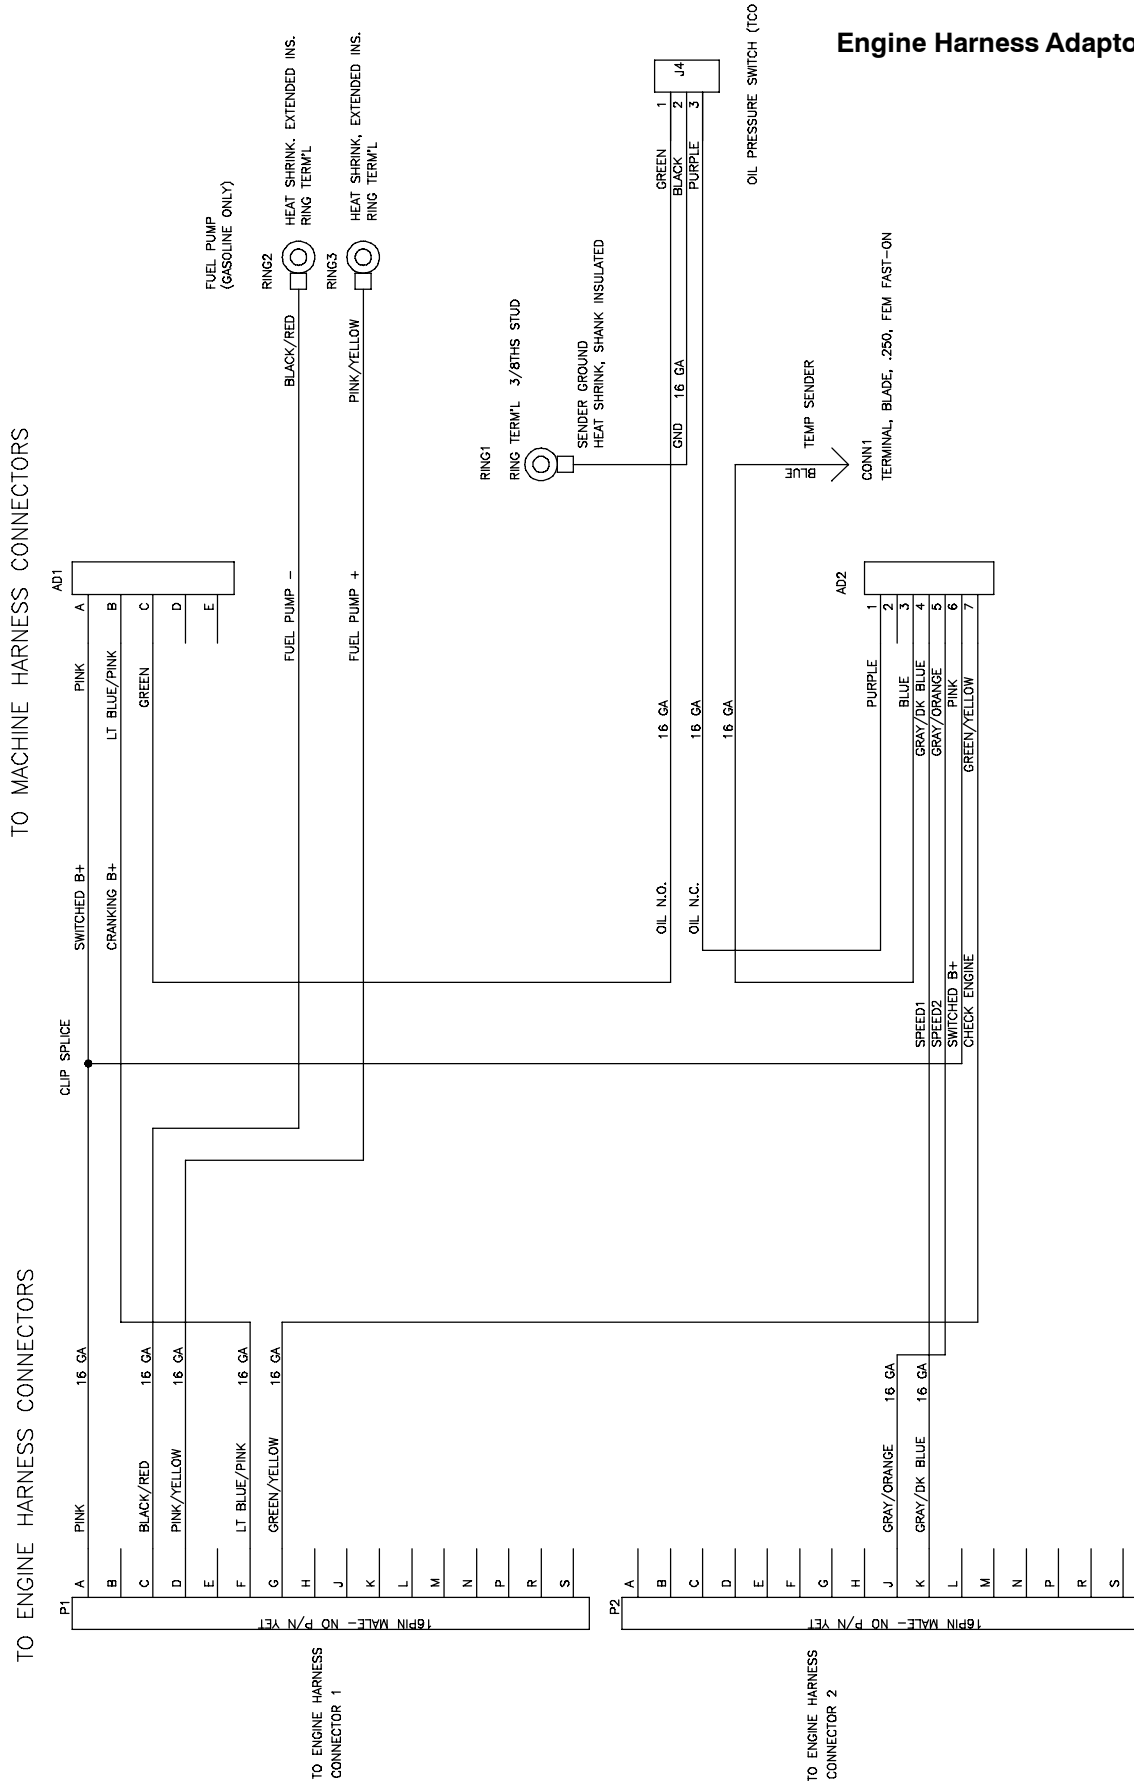 Engine Harness Adapto
TO MACHINE HARNESS CONNECTORS
TO ENGINE HARNESS CONNECTORS
FUEL PUMP
(GASOLINE ONLY)
RING2
HEAT SHRINK. EXTENDED INS.
RING TERM'L
RING3
HEAT SHRINK, EXTENDED INS.
RING TERM'L
BLACK/RED
PINK/YELLOW
FUEL PUMP -
FUEL PUMP +
RING1
RING TERM'L 3/8THS STUD
SENDER GROUND
HEAT SHRINK, SHANK INSULATED
J4
1
2
3
GREEN
BLACK
PURPLE
OIL PRESSURE SWITCH (TCO
GND 16 GA
TEMP SENDER
BLUE
CONN1
TERMINAL, BLADE, .250, FEM FAST-ON
AD1
A
B
C
D
E
PINK
LT BLUE/PINK
GREEN
SWITCHED B+
CRANKING B+
CLIP SPLICE
16 GA
16 GA
16 GA
OIL N.O.
OIL N.C.
AD2
1
2
3
4
5
6
7
PURPLE
BLUE
GRAY/DK BLUE
GRAY/ORANGE
PINK
GREEN/YELLOW
SPEED1
SPEED2
SWITCHED B+
CHECK ENGINE
16 GA
16 GA
16 GA
16 GA
16 GA
PINK
BLACK/RED
PINK/YELLOW
LT BLUE/PINK
GREEN/YELLOW
P1
A
B
C
D
E
F
G
H
J
K
L
M
N
P
R
S
16PIN MALE- NO P/N YET
TO ENGINE HARNESS
CONNECTOR 1
16 GA
16 GA
GRAY/ORANGE
GRAY/DK BLUE
P2
A
B
C
D
E
F
G
H
J
K
L
M
N
P
R
S
16PIN MALE- NO P/N YET
TO ENGINE HARNESS
CONNECTOR 2